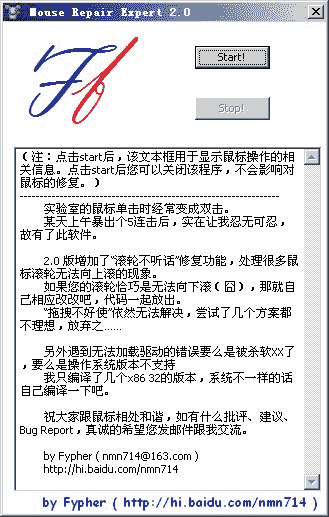 Mouse Repair Expert 2.0
Ff
Start!
Stop!
（注：点击start后，该文本框用于显示鼠标操作的相
关信息。点击start后您可以关闭该程序，不会影响对
鼠标的修复。）
----------------------------------------------------------------
实验室的鼠标单击时经常变成双击。
某天上午暴出个5连击后，实在让我忍无可忍，
故有了此软件。
2.0 版增加了“滚轮不听话”修复功能，处理很多鼠
标滚轮无法向上滚的现象。
如果您的滚轮恰巧是无法向下滚（囧），那就自
己相应改改吧，代码一起放出。
“拖拽不好使”依然无法解决，尝试了几个方案都
不理想，放弃之......
另外遇到无法加载驱动的错误要么是被杀软XX了
，要么是操作系统版本不支持
我只编译了几个x86 32的版本，系统不一样的话
自己编译一下吧。
祝大家跟鼠标相处和谐，如有什么批评、建议、
Bug Report，真诚的希望您发邮件跟我交流。
by Fypher ( nmn714@163.com )
http://hi.baidu.com/nmn714
by Fypher ( http://hi.baidu.com/nmn714 )